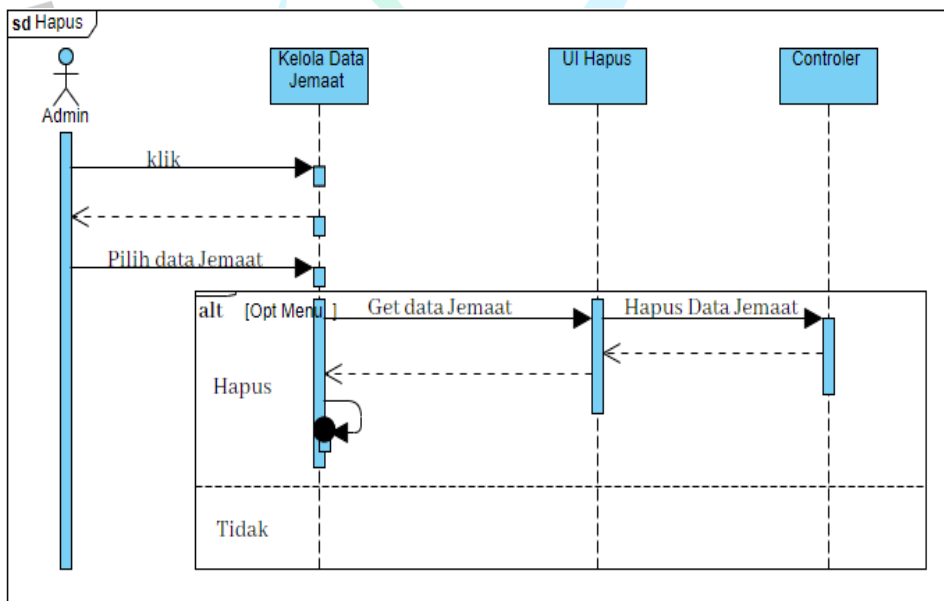 sd Hapus
Kelola Data
Jemaat
UI Hapus
Controler
Admin
klik
Pilih data Jemaat
alt [Opt Menu ]
Get data Jemaat
Hapus Data Jemaat
Hapus
Tidak